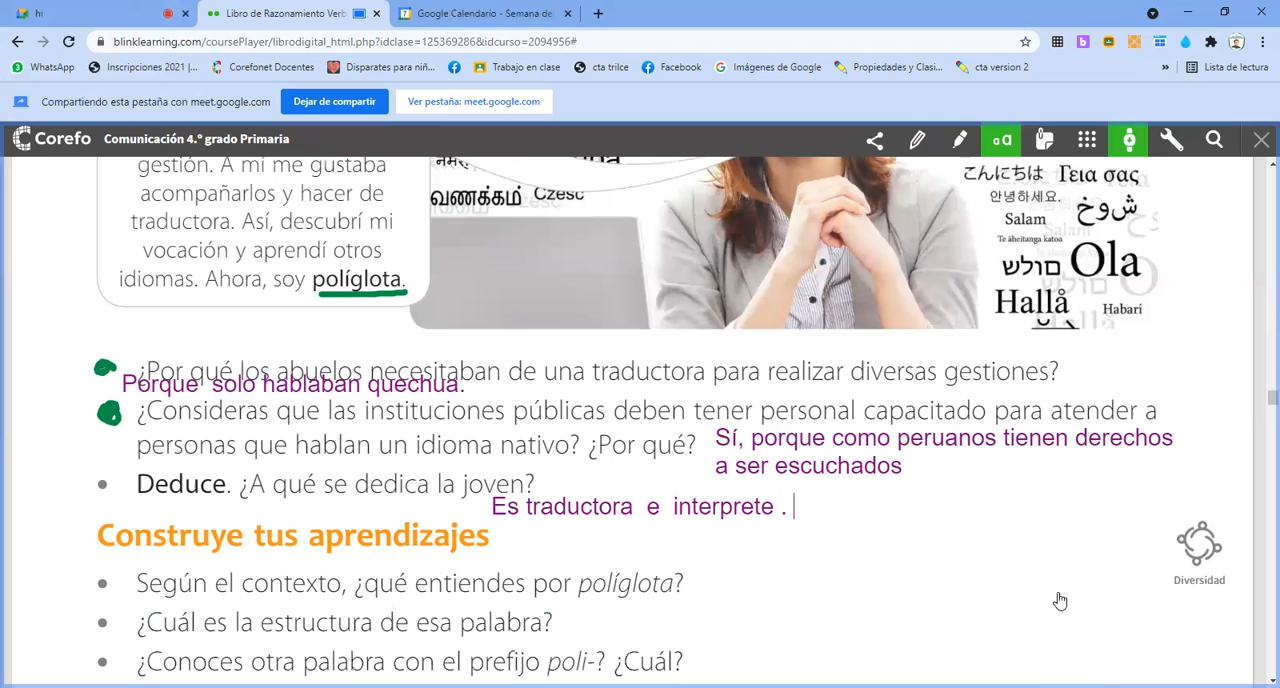 hi
Libro de Razonamiento Verb
Google Calendario - Semana de
blinklearning.com/coursePlayer/librodigital_html.php?idclase=125369286&idcurso=2094956#
WhatsApp
Inscripciones 2021 |...
Corefonet Docentes
Disparates para niñ...
Trabajo en clase
cta trilce
Facebook
Imágenes de Google
Propiedades y Clasi...
cta version 2
»
Lista de lectura
Compartiendo esta pestaña con meet.google.com
Dejar de compartir
Ver pestaña: meet.google.com
Corefo
Comunicación 4.º grado Primaria
aa
gestión. A mí me gustaba
acompañarlos y hacer de
traductora. Así, descubrí mi
vocación y aprendí otros
idiomas. Ahora, soy políglota.
வணக்கம் Czesc
こんにちは Γεια σας
안녕하세요.
Salam
Te āheitanga katoa
שלום Ola
Hallå Habari
¿Por qué los abuelos necesitaban de una traductora para realizar diversas gestiones?
Porque solo hablaban quechua.
¿Consideras que las instituciones públicas deben tener personal capacitado para atender a
personas que hablan un idioma nativo? ¿Por qué?
Sí, porque como peruanos tienen derechos
a ser escuchados
• Deduce. ¿A qué se dedica la joven?
Es traductora e interprete .
Construye tus aprendizajes
• Según el contexto, ¿qué entiendes por políglota?
• ¿Cuál es la estructura de esa palabra?
• ¿Conoces otra palabra con el prefijo poli-? ¿Cuál?
Diversidad